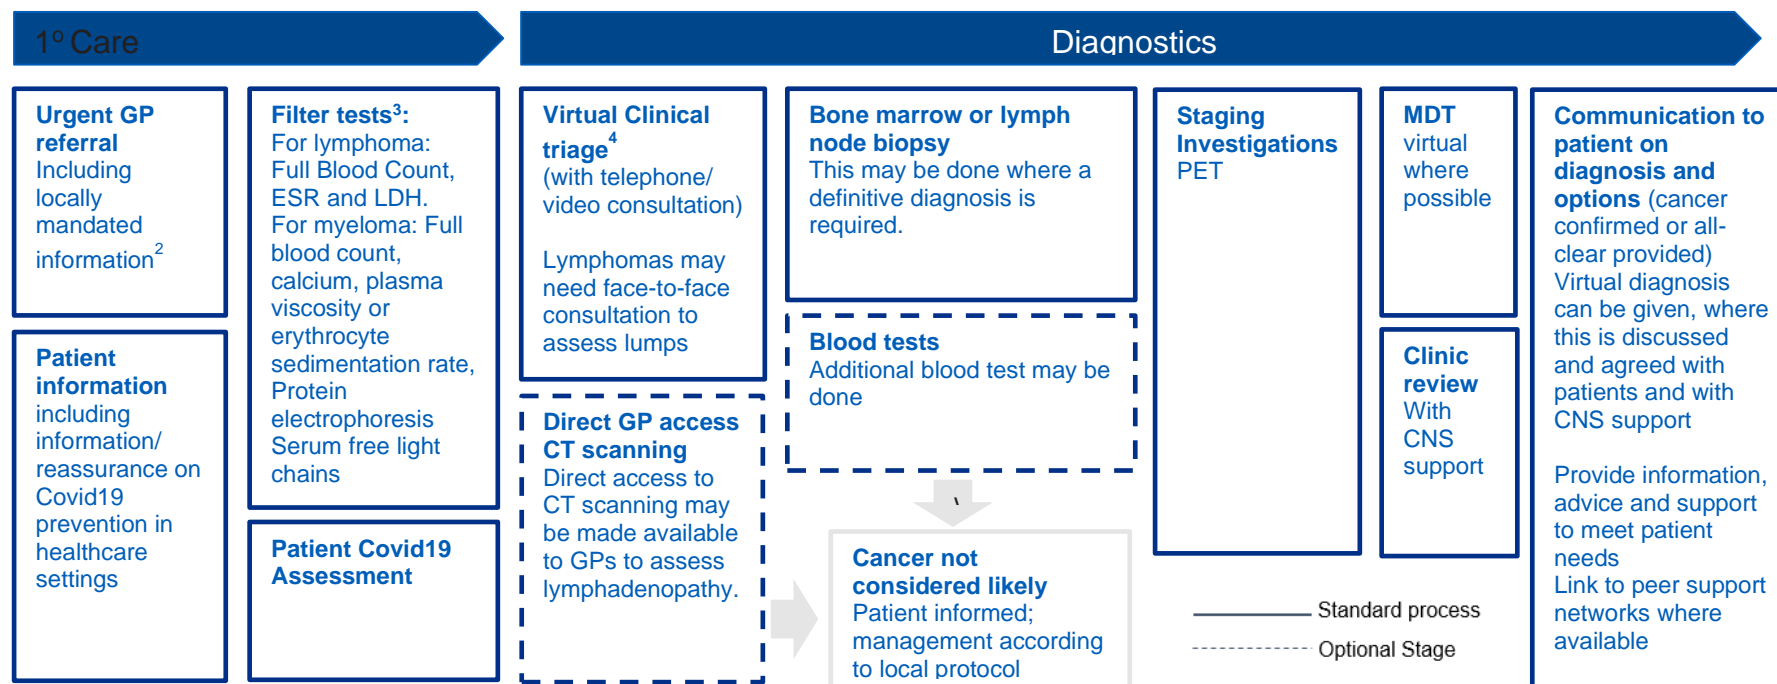 1º Care
Diagnostics
Urgent GP
referral
Including
locally
mandated
information2
Patient
information
including
information/
reassurance on
Covid19
prevention in
healthcare
settings
Filter tests3:
For lymphoma:
Full Blood Count,
ESR and LDH.
For myeloma: Full
blood count,
calcium, plasma
viscosity or
erythrocyte
sedimentation rate,
Protein
electrophoresis
Serum free light
chains
Patient Covid19
Assessment
Virtual Clinical
triage4
(with telephone/
video consultation)
Lymphomas may
need face-to-face
consultation to
assess lumps
Direct GP access
CT scanning
Direct access to
CT scanning may
be made available
to GPs to assess
lymphadenopathy.
Bone marrow or lymph
node biopsy
This may be done where a
definitive diagnosis is
required.
Blood tests
Additional blood test may be
done
Cancer not
considered likely
Patient informed;
management according
to local protocol
Staging
Investigations
PET
MDT
virtual
where
possible
Clinic
review
With
CNS
support
Communication to
patient on
diagnosis and
options (cancer
confirmed or all-
clear provided)
Virtual diagnosis
can be given, where
this is discussed
and agreed with
patients and with
CNS support
Provide information,
advice and support
to meet patient
needs
Link to peer support
networks where
available
Standard process
Optional Stage